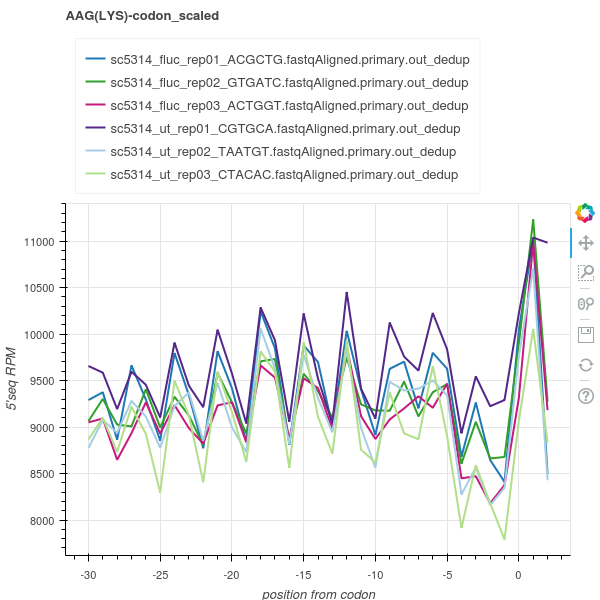 AAG(LYS)-codon_scaled
sc5314_fluc_rep01_ACGCTG.fastqAligned.primary.out_dedup
sc5314_fluc_rep02_GTGATC.fastqAligned.primary.out_dedup
sc5314_fluc_rep03_ACTGGT.fastqAligned.primary.out_dedup
sc5314_ut_rep01_CGTGCA.fastqAligned.primary.out_dedup
sc5314_ut_rep02_TAATGT.fastqAligned.primary.out_dedup
sc5314_ut_rep03_CTACAC.fastqAligned.primary.out_dedup
11000
10500
10000
9500
9000
8500
8000
5'seq RPM
-30 -25 -20 -15 -10 -5 0
position from codon